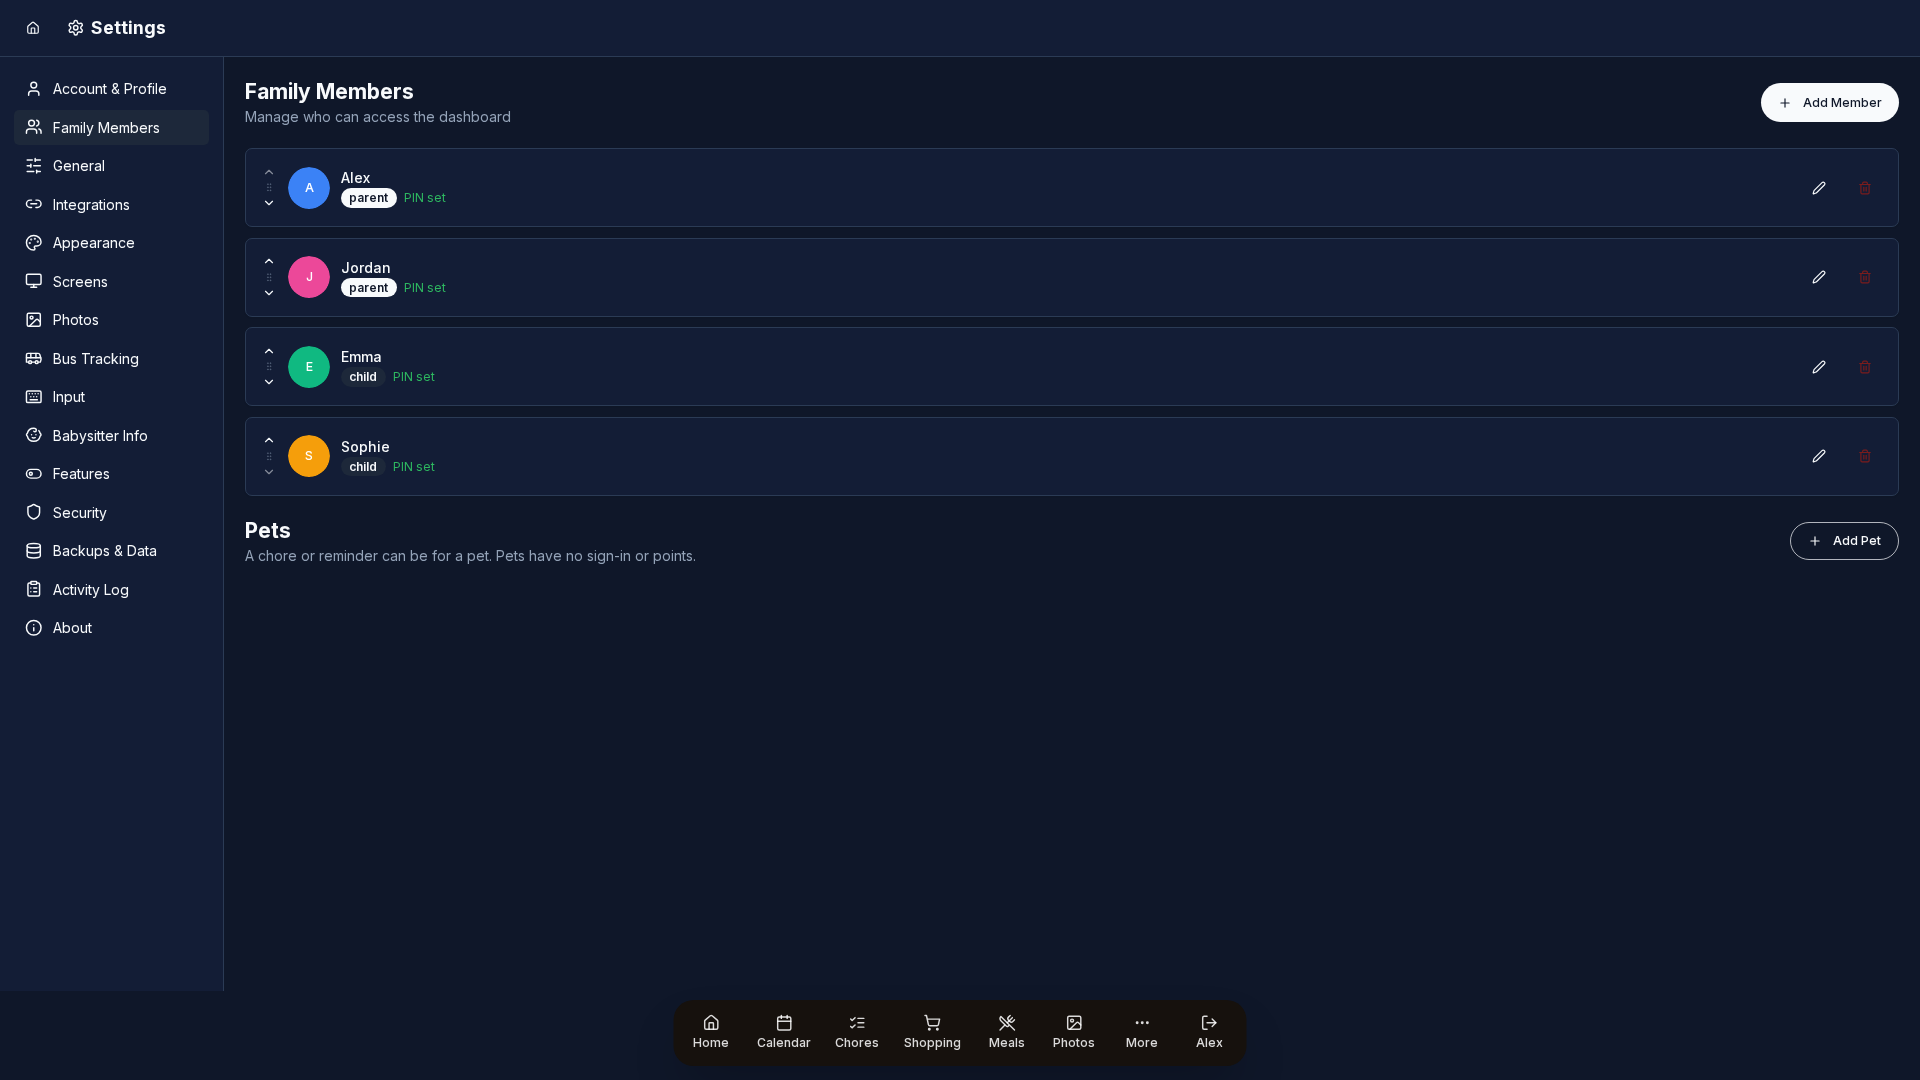 Settings
Account & Profile
Family Members
General
Integrations
Appearance
Screens
Photos
Bus Tracking
Input
Babysitter Info
Features
Security
Backups & Data
Activity Log
About
Family Members
Manage who can access the dashboard
Add Member
A
Alex
parent PIN set
J
Jordan
parent PIN set
E
Emma
child PIN set
S
Sophie
child PIN set
Pets
A chore or reminder can be for a pet. Pets have no sign-in or points.
Add Pet
Home Calendar Chores Shopping Meals Photos More Alex